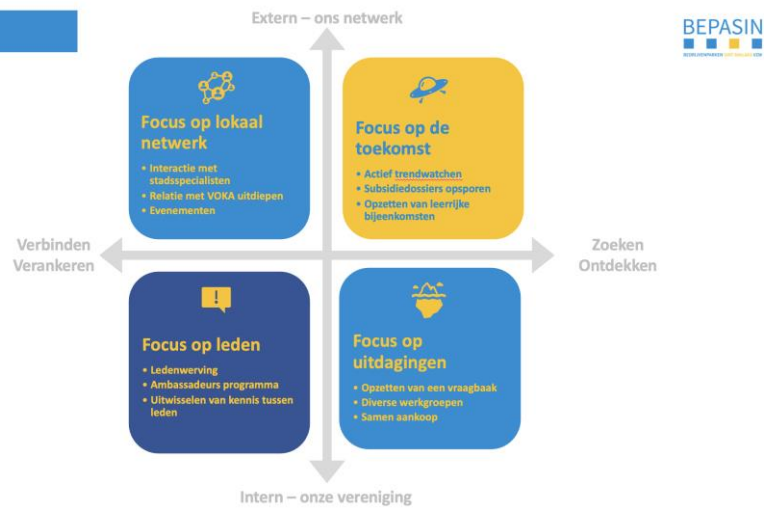 Extern – ons netwerk
BEPASIN
Focus op lokaal
netwerk
• Interactie met
stadsspecialisten
• Relatie met VOKA uitdiepen
• Evenementen
Focus op de
toekomst
• Actief trendwatchen
• Subsidiedossiers opsporen
• Opzetten van leerrijke
bijeenkomsten
Verbinden
Verankeren
Zoeken
Ontdekken
!
Focus op leden
• Ledenwerving
• Ambassadeurs programma
• Uitwisselen van kennis tussen
leden
Focus op
uitdagingen
• Opzetten van een vraagbaak
• Diverse werkgroepen
• Samen aankoop
Intern – onze vereniging